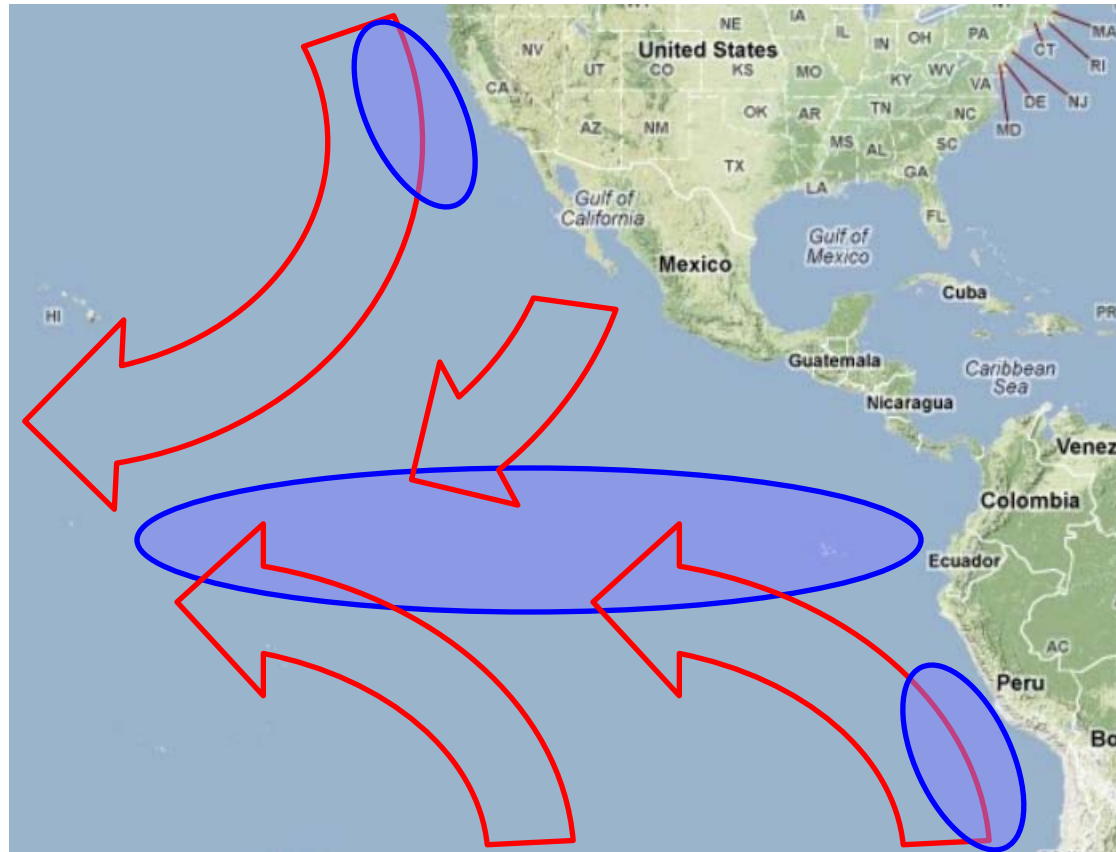 IA
NE
MA
NV
United States
IL
IN
OH
PA
CT
RI
UT
CO
KS
MO
KY
WV
VA
CA
DE
NJ
OK
AR
TN
NC
MD
AZ
NM
MS
AL
SC
TX
GA
LA
Gulf of
California
FL
Gulf of
Mexico
Mexico
Cuba
HI
PR
Guatemala
Caribbean
Sea
Nicaragua
Venez
Colombia
Ecuador
AC
Peru
Bo